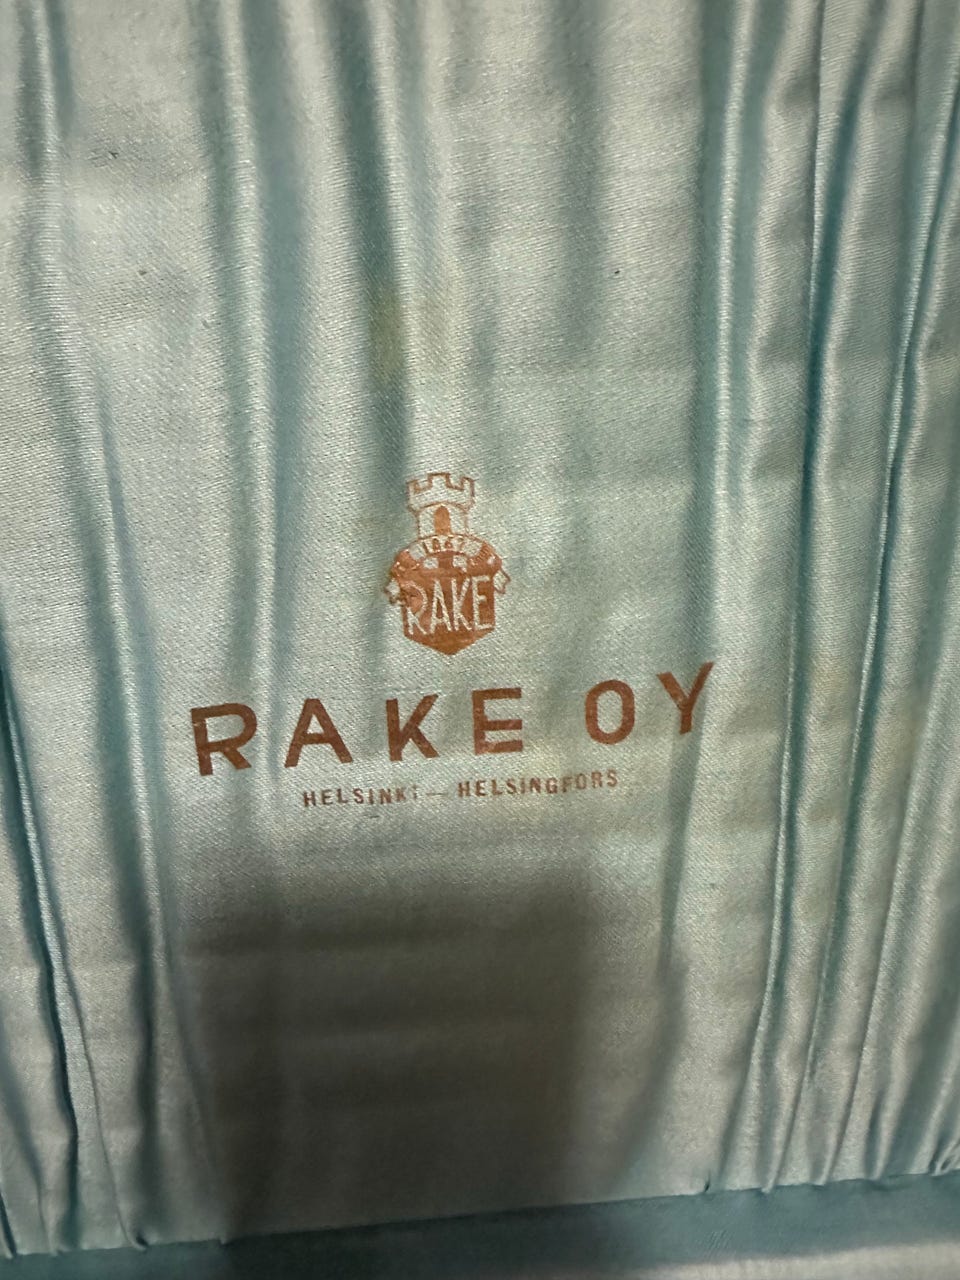 RAKE
RAKE OY
HELSINKI — HELSINGFORS